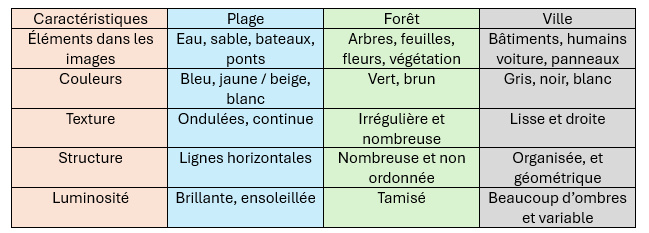 Caractéristiques Plage Forêt Ville
Éléments dans les images Eau, sable, bateaux, ponts Arbres, feuilles, fleurs, végétation Bâtiments, humains voiture, panneaux
Couleurs Bleu, jaune / beige, blanc Vert, brun Gris, noir, blanc
Texture Ondulées, continue Irrégulière et nombreuse Lisse et droite
Structure Lignes horizontales Nombreuse et non ordonnée Organisée, et géométrique
Luminosité Brillante, ensoleillée Tamisé Beaucoup d'ombres et variable